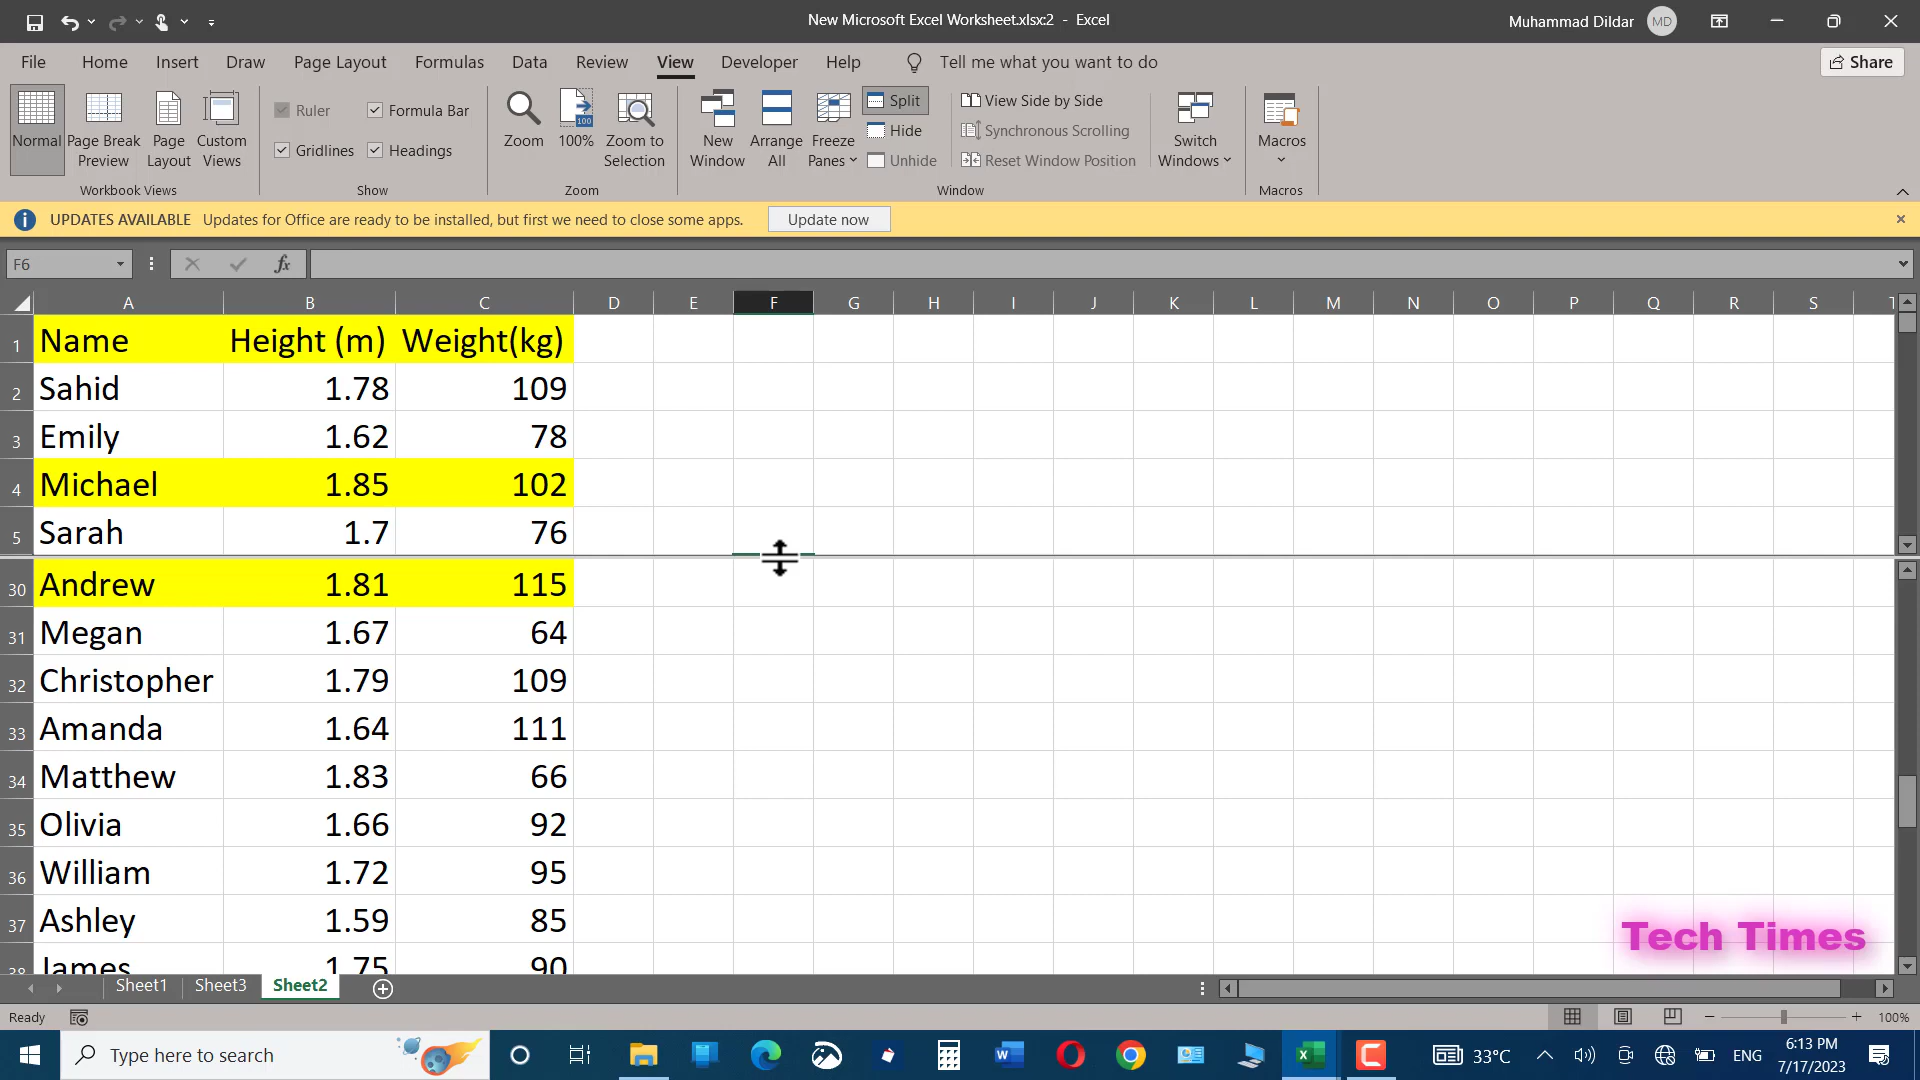 New Microsoft Excel Worksheet.xlsx:2 - Excel
Muhammad Dildar MD
File Home Insert Draw Page Layout Formulas Data Review View Developer Help Tell me what you want to do Share
Normal
Page Break Preview
Page Layout
Custom Views
Workbook Views
Ruler
Formula Bar
Gridlines
Headings
Show
Zoom
100
100%
Zoom to Selection
Zoom
New Window
Arrange All
Freeze Panes
Split
Hide
Unhide
View Side by Side
Synchronous Scrolling
Reset Window Position
Switch Windows
Window
Macros
Macros
UPDATES AVAILABLE Updates for Office are ready to be installed, but first we need to close some apps. Update now
F6 fx
A B C D E F G H I J K L M N O P Q R S T
1 Name Height (m) Weight(kg)
2 Sahid 1.78 109
3 Emily 1.62 78
4 Michael 1.85 102
5 Sarah 1.7 76
30 Andrew 1.81 115
31 Megan 1.67 64
32 Christopher 1.79 109
33 Amanda 1.64 111
34 Matthew 1.83 66
35 Olivia 1.66 92
36 William 1.72 95
37 Ashley 1.59 85
38 James 1.75 90
Tech Times
Sheet1 Sheet3 Sheet2
Ready 100%
Type here to search
33°C ENG
6:13 PM
7/17/2023